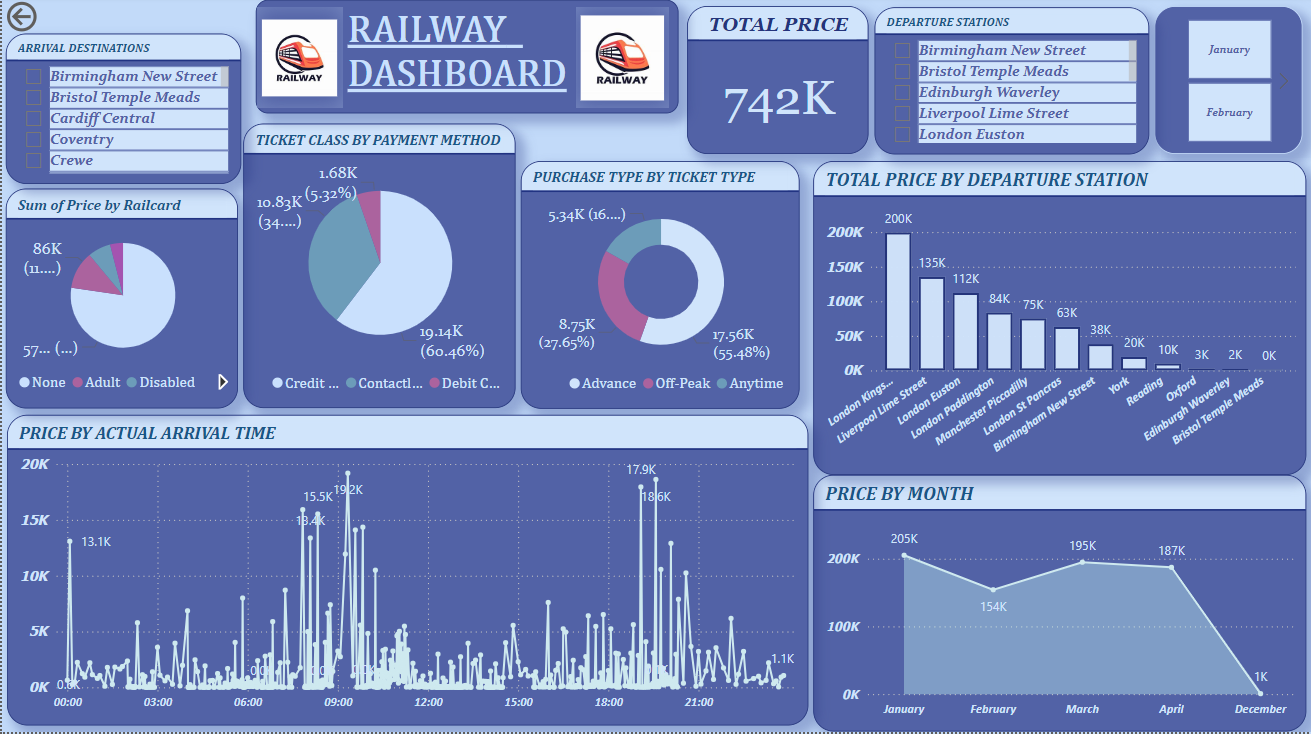 RAILWAY
DASHBOARD
RAILWAY
RAILWAY
ARRIVAL DESTINATIONS
Birmingham New Street
Bristol Temple Meads
Cardiff Central
Coventry
Crewe
TOTAL PRICE
742K
DEPARTURE STATIONS
Birmingham New Street
Bristol Temple Meads
Edinburgh Waverley
Liverpool Lime Street
London Euston
January
February
Sum of Price by Railcard
86K
(11....)
57... (...)
None
Adult
Disabled
TICKET CLASS BY PAYMENT METHOD
1.68K
(5.32%)
10.83K
(34....)
19.14K
(60.46%)
Credit ...
Contactl...
Debit C...
PURCHASE TYPE BY TICKET TYPE
5.34K (16....)
8.75K
(27.65%)
17.56K
(55.48%)
Advance
Off-Peak
Anytime
TOTAL PRICE BY DEPARTURE STATION
200K
150K
100K
50K
0K
200K
135K
112K
84K
75K
63K
38K
20K
10K
3K
2K
0K
London Kings...
Liverpool Lime Street
London Euston
London Paddington
Manchester Piccadilly
London St Pancras
Birmingham New Street
York
Reading
Oxford
Edinburgh Waverley
Bristol Temple Meads
PRICE BY ACTUAL ARRIVAL TIME
20K
15K
10K
5K
0K
13.1K
15.5K
13.4K
19.2K
17.9K
18.6K
1.1K
00:00
03:00
06:00
09:00
12:00
15:00
18:00
21:00
PRICE BY MONTH
200K
100K
0K
205K
154K
195K
187K
1K
January
February
March
April
December